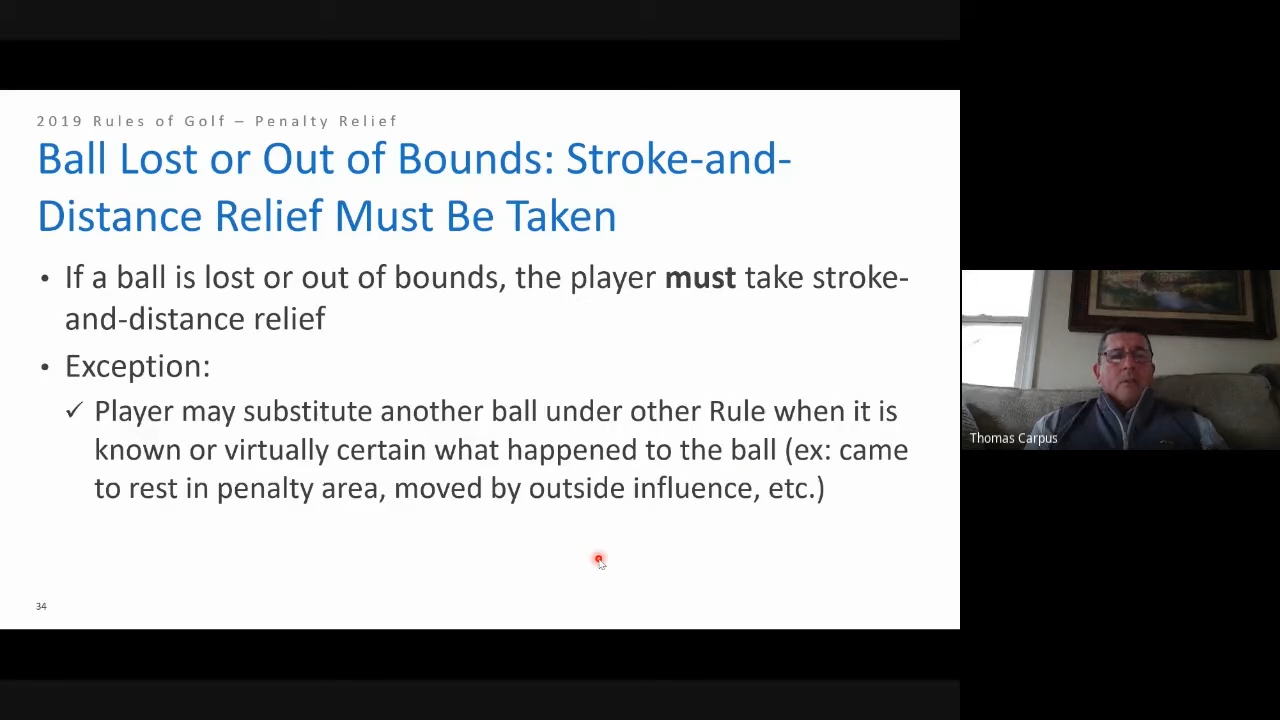 2019 Rules of Golf – Penalty Relief
Ball Lost or Out of Bounds: Stroke-and-
Distance Relief Must Be Taken
• If a ball is lost or out of bounds, the player must take stroke-
and-distance relief
• Exception:
✓ Player may substitute another ball under other Rule when it is
known or virtually certain what happened to the ball (ex: came
to rest in penalty area, moved by outside influence, etc.)
34
Thomas Carpus